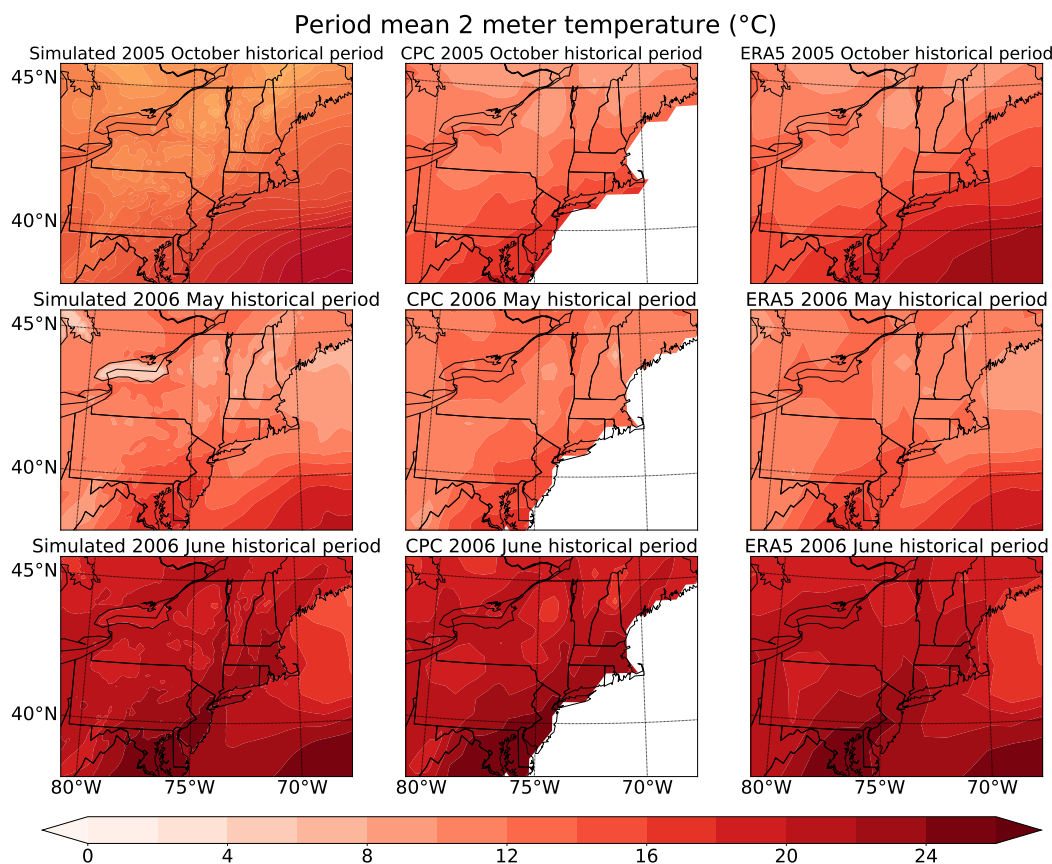 Period mean 2 meter temperature (°C)
Simulated 2005 October historical period
CPC 2005 October historical period
ERA5 2005 October historical period
45°N
40°N
Simulated 2006 May historical period
CPC 2006 May historical period
ERA5 2006 May historical period
45°N
40°N
Simulated 2006 June historical period
CPC 2006 June historical period
ERA5 2006 June historical period
45°N
40°N
80°W 75°W 70°W 80°W 75°W 70°W 80°W 75°W 70°W
0 4 8 12 16 20 24